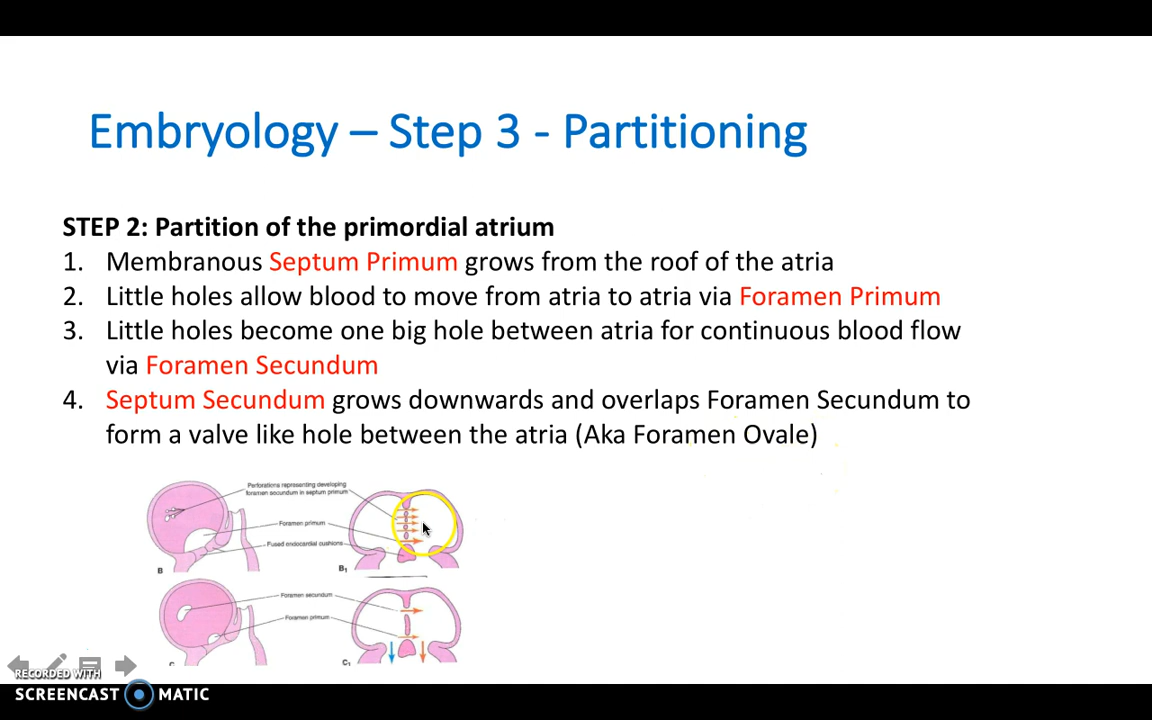 Embryology – Step 3 - Partitioning
STEP 2: Partition of the primordial atrium
1. Membranous Septum Primum grows from the roof of the atria
2. Little holes allow blood to move from atria to atria via Foramen Primum
3. Little holes become one big hole between atria for continuous blood flow
via Foramen Secundum
4. Septum Secundum grows downwards and overlaps Foramen Secundum to
form a valve like hole between the atria (Aka Foramen Ovale)
Perforations representing developing
foramen secundum in septum primum
Foramen primum
Fused endocardial cushions
B
B₁
Foramen secundum
Foramen primum
C
C₁
RECORDED WITH
SCREENCAST MATIC